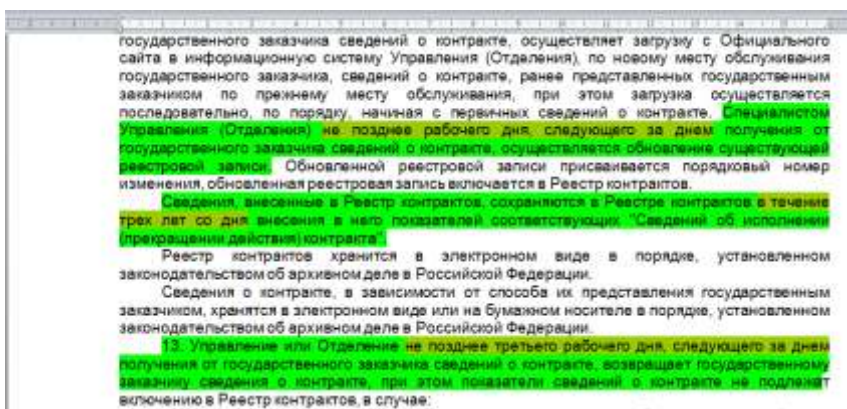 государственного заказчика сведений о контракте, осуществляет загрузку с Официального
сайта в информационную систему Управления (Отделения), по новому месту обслуживания
государственного заказчика, сведений о контракте, ранее представленных государственным
заказчиком по прежнему месту обслуживания, при этом загрузка осуществляется
последовательно, по порядку, начиная с первичных сведений о контракте. Специалистом
Управления (Отделения) не позднее рабочего дня, следующего за днем получения от
государственного заказчика сведений о контракте, осуществляется обновление существующей
реестровой записи. Обновленной реестровой записи присваивается порядковый номер
изменения, обновленная реестровая запись включается в Реестр контрактов.
Сведения, внесенные в Реестр контрактов, сохраняются в Реестре контрактов в течение
трех лет со дня внесения в него показателей соответствующих "Сведений об исполнении
(прекращении действия) контракта".
Реестр контрактов хранится в электронном виде в порядке, установленном
законодательством об архивном деле в Российской Федерации.
Сведения о контракте, в зависимости от способа их представления государственным
заказчиком, хранятся в электронном виде или на бумажном носителе в порядке, установленном
законодательством об архивном деле в Российской Федерации.
13. Управление или Отделение не позднее третьего рабочего дня, следующего за днем
получения от государственного заказчика сведений о контракте, возвращает государственному
заказчику сведения о контракте, при этом показатели сведений о контракте не подлежат
включению в Реестр контрактов, в случае: